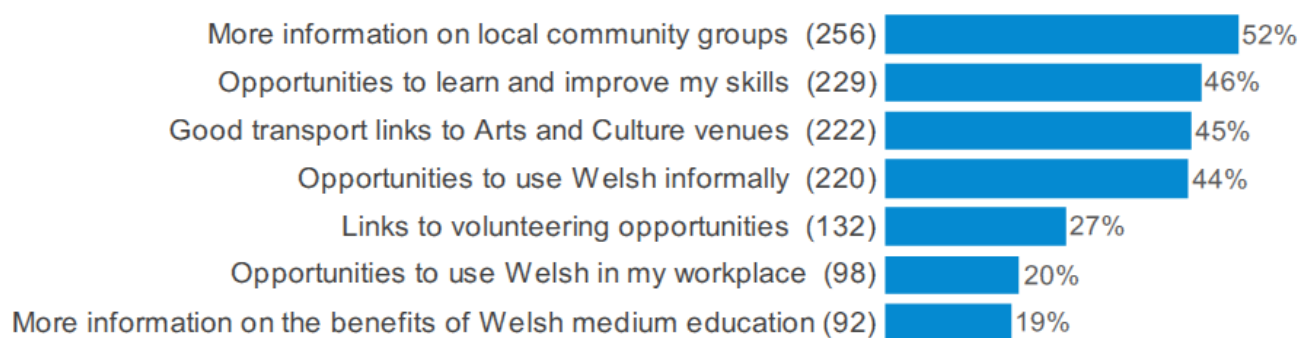 More information on local community groups (256) 52%
Opportunities to learn and improve my skills (229) 46%
Good transport links to Arts and Culture venues (222) 45%
Opportunities to use Welsh informally (220) 44%
Links to volunteering opportunities (132) 27%
Opportunities to use Welsh in my workplace (98) 20%
More information on the benefits of Welsh medium education (92) 19%